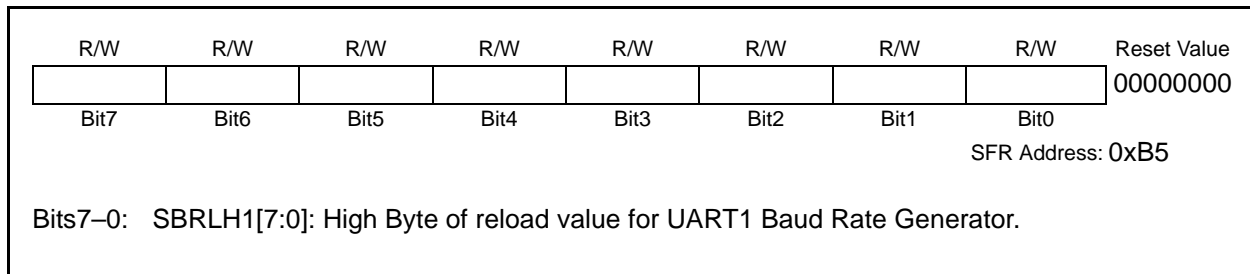 R/W R/W R/W R/W R/W R/W R/W R/W Reset Value
00000000
Bit7 Bit6 Bit5 Bit4 Bit3 Bit2 Bit1 Bit0
SFR Address: 0xB5
Bits7–0: SBRLH1[7:0]: High Byte of reload value for UART1 Baud Rate Generator.